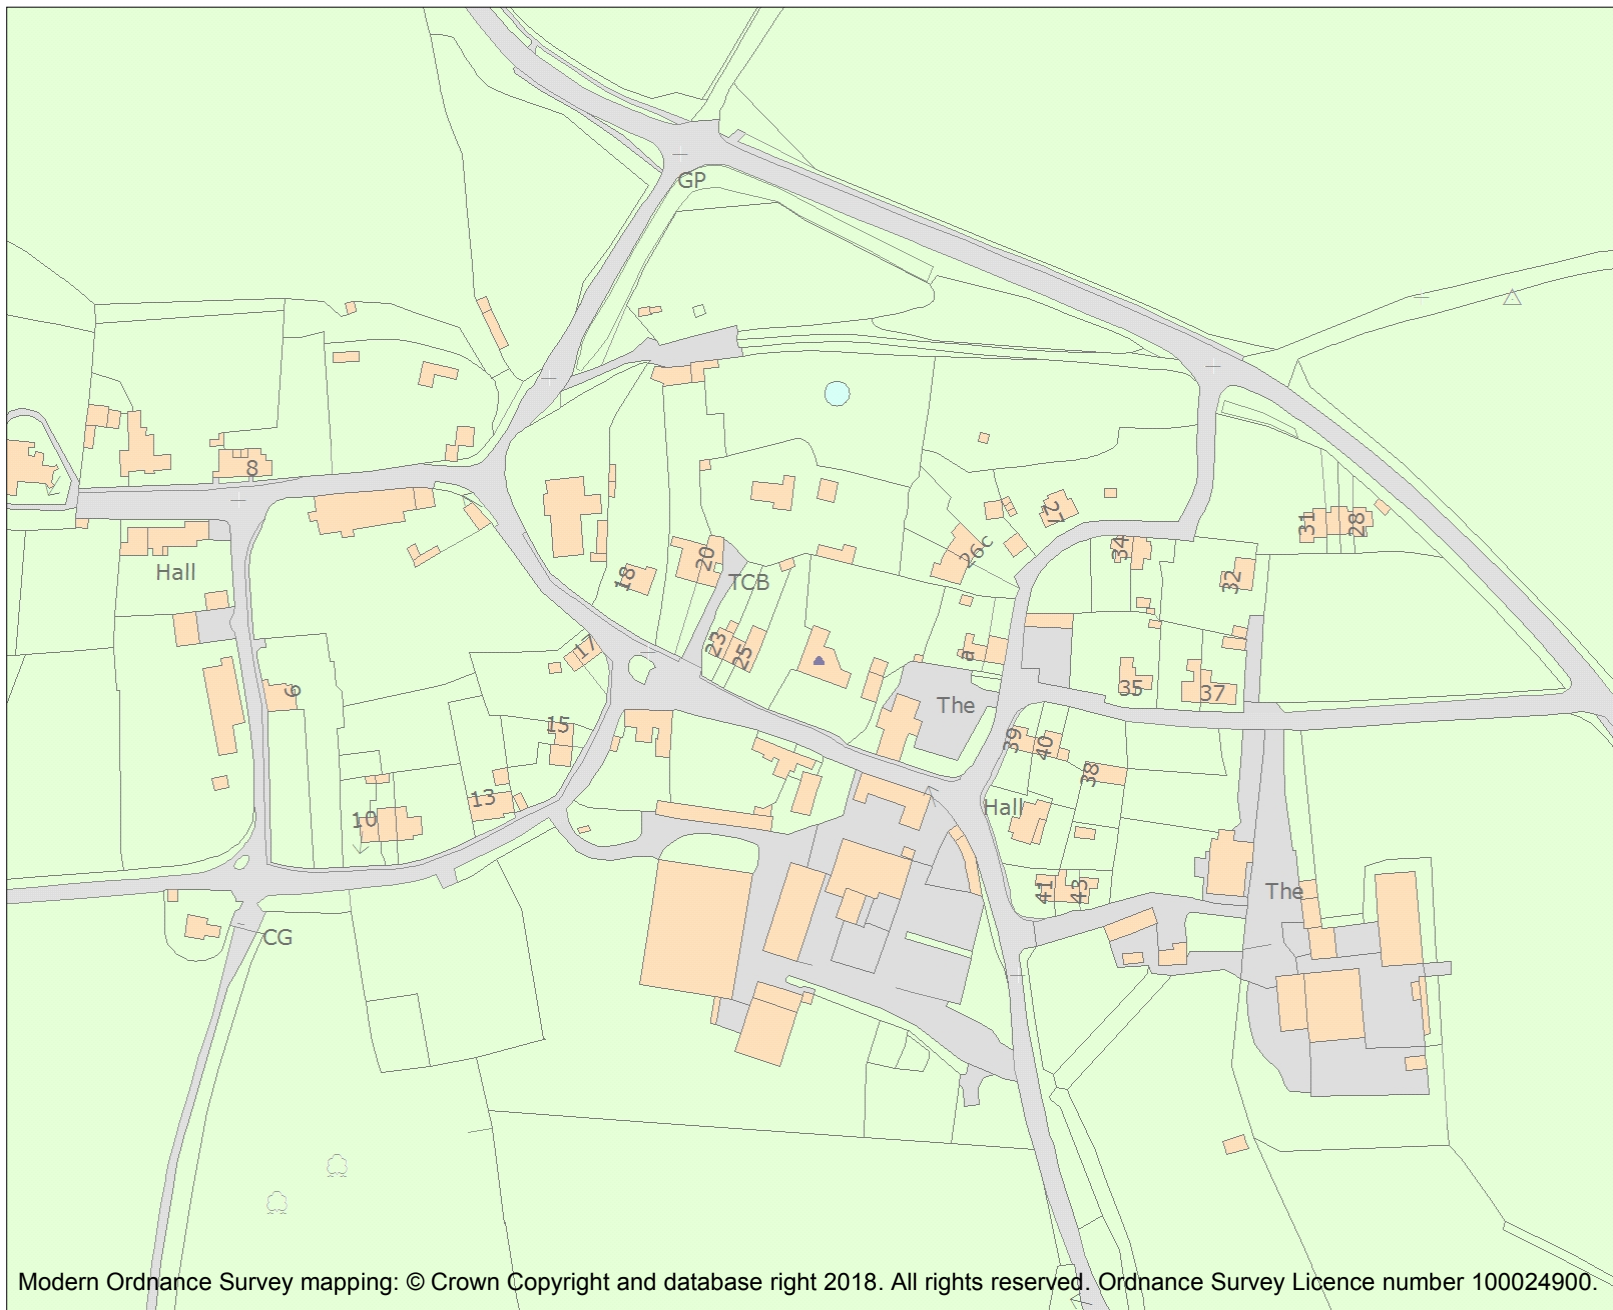 GP
8
27
31
28
34
26c
Hall
20
TCB
18
32
23
25
17
a
35
37
6
The
15
39
40
38
13
Hall
10
41
43
The
CG
Modern Ordnance Survey mapping: © Crown Copyright and database right 2018. All rights reserved. Ordnance Survey Licence number 100024900.